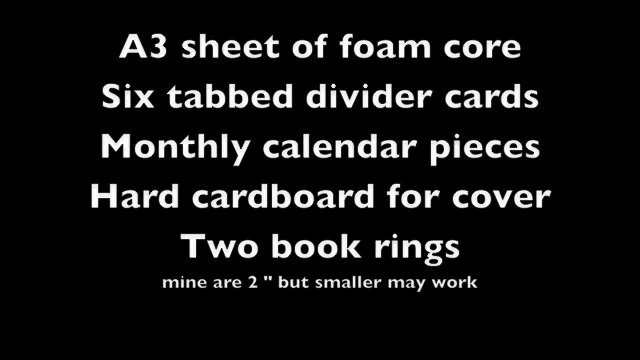 A3 sheet of foam core
Six tabbed divider cards
Monthly calendar pieces
Hard cardboard for cover
Two book rings
mine are 2 " but smaller may work